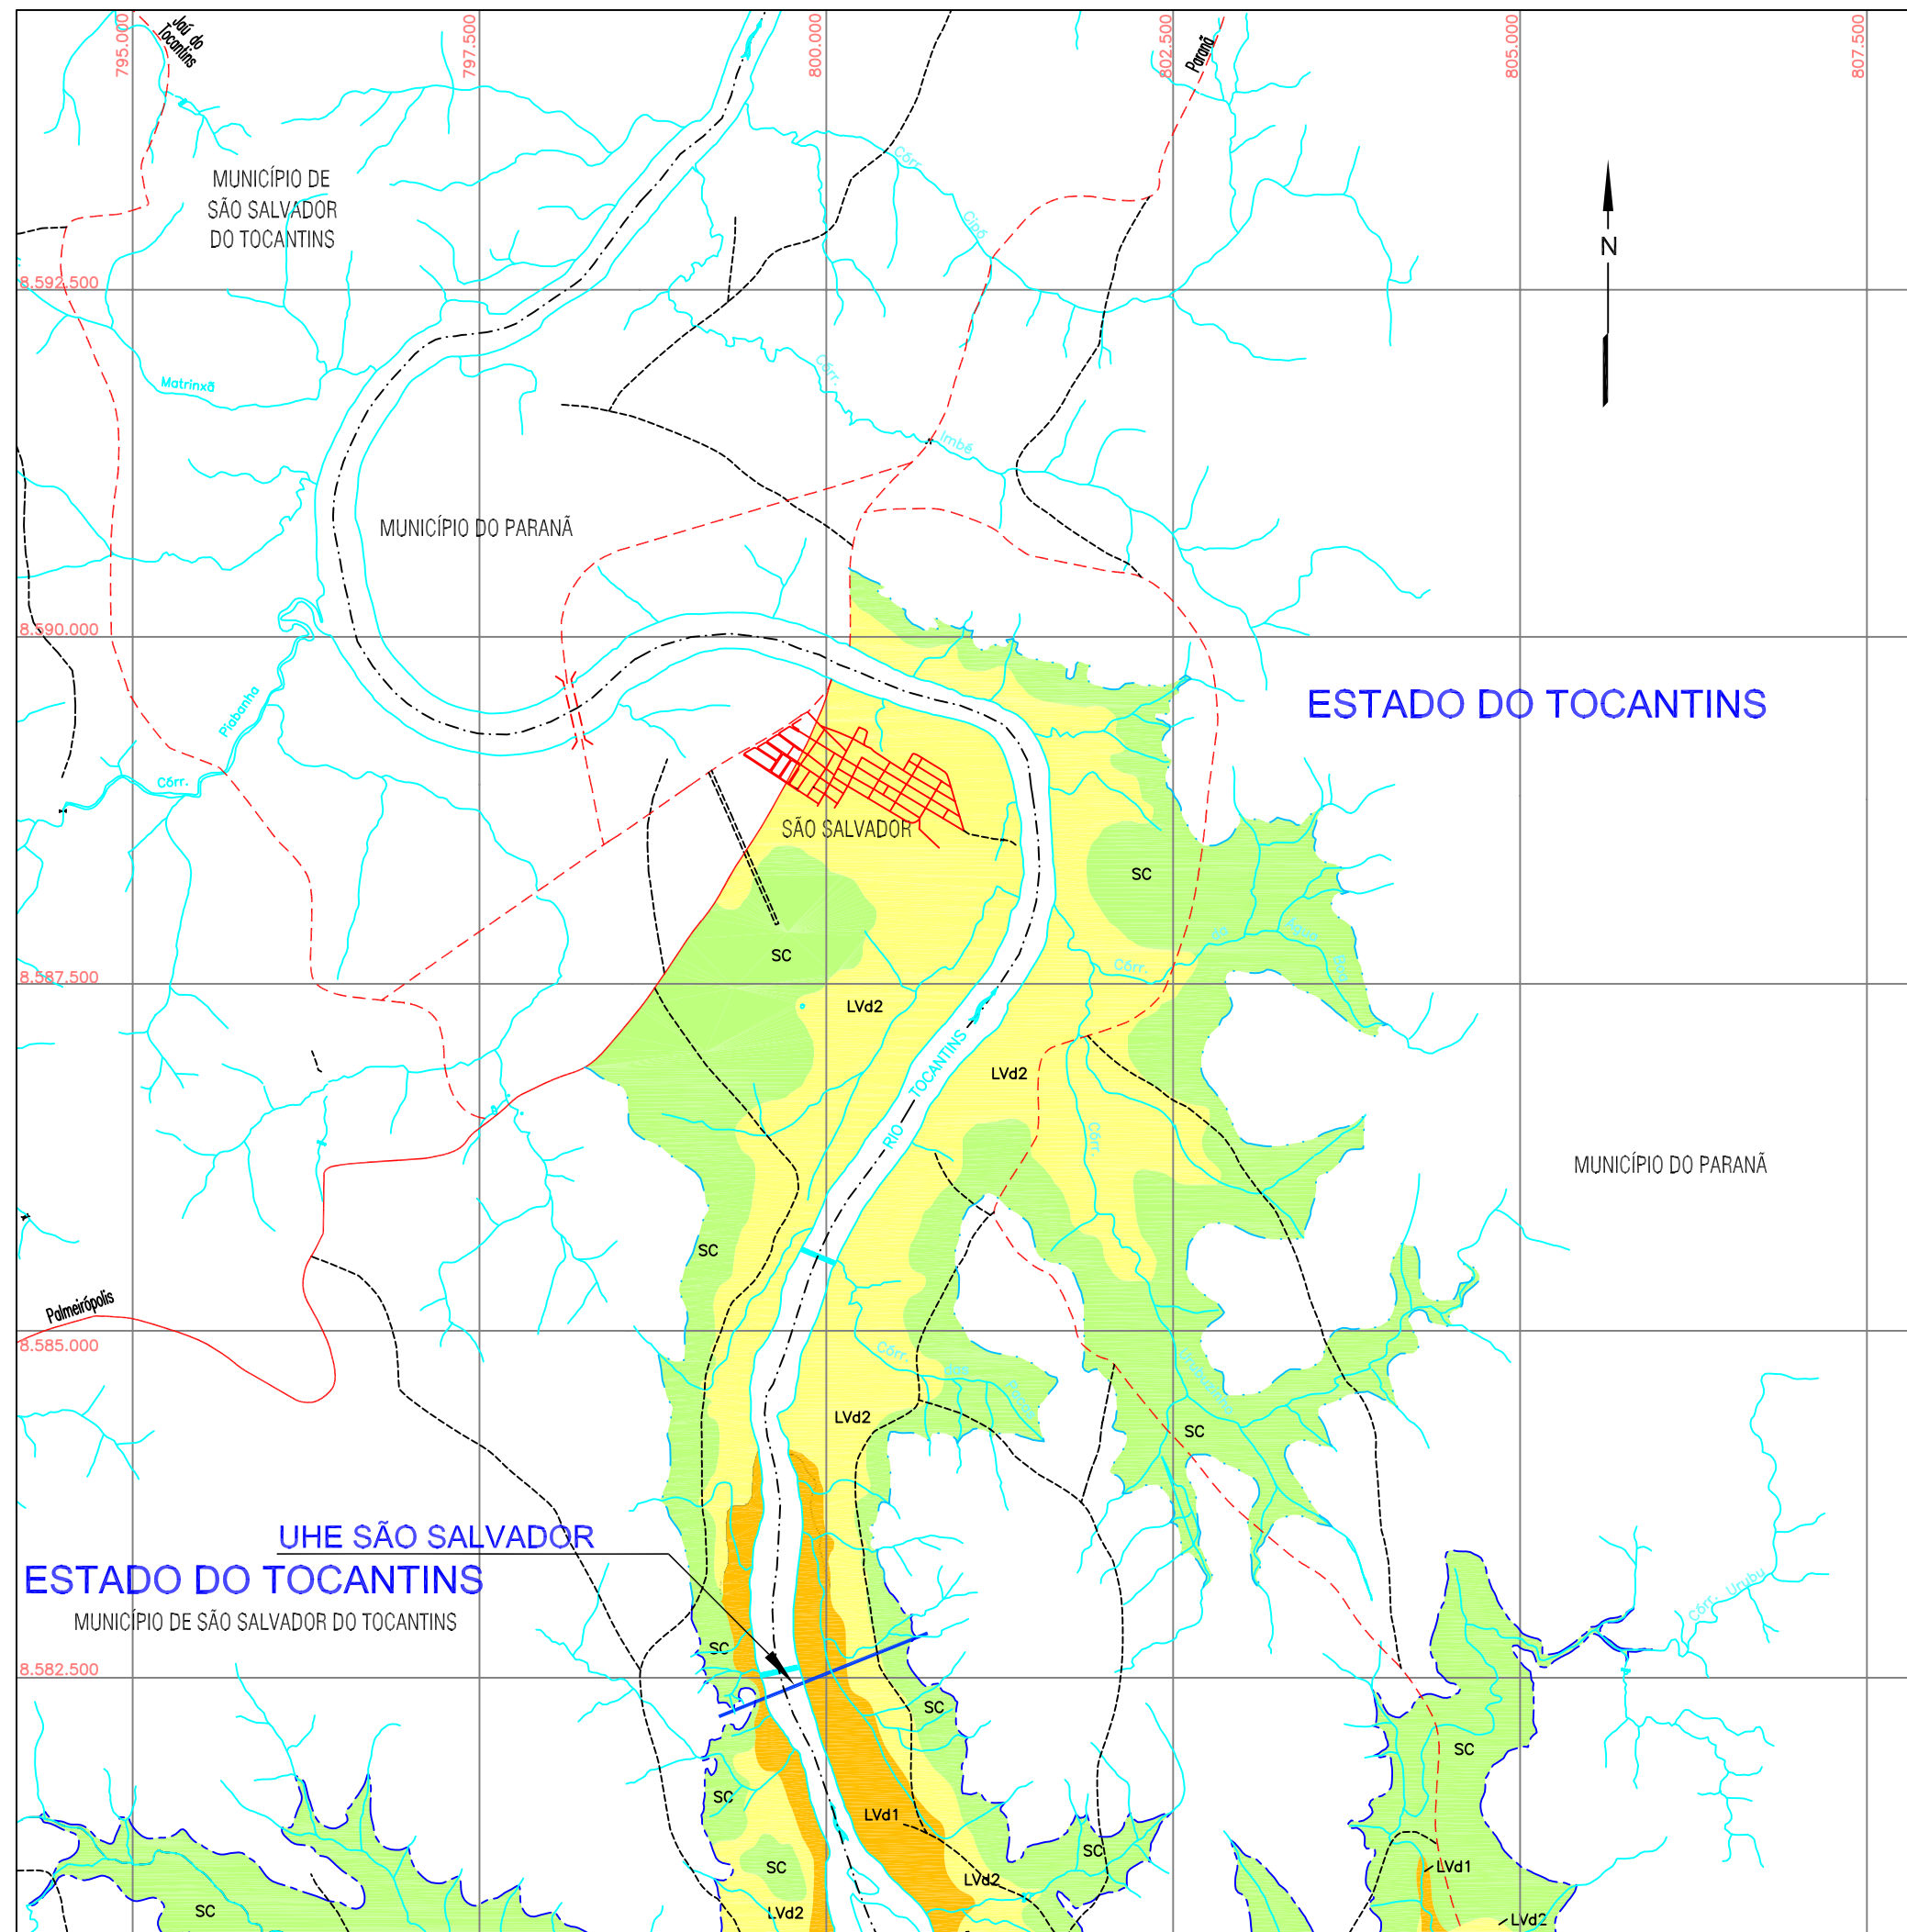 795.000
797.500
800.000
802.500
805.000
807.500
Jaú do
Tocantins
Paranã
MUNICÍPIO DE
SÃO SALVADOR
DO TOCANTINS
Córr.
Cipó
N
8.592.500
Matrinxã
Córr.
Imbé
MUNICÍPIO DO PARANÃ
8.590.000
Piabanha
Córr.
ESTADO DO TOCANTINS
SÃO SALVADOR
SC
SC
Córr.
da
Água
Boa
8.587.500
LVd2
LVd2
RIO
TOCANTINS
Córr.
MUNICÍPIO DO PARANÃ
SC
Palmeirópolis
8.585.000
Córr.
dos
LVd2
SC
UHE SÃO SALVADOR
ESTADO DO TOCANTINS
MUNICÍPIO DE SÃO SALVADOR DO TOCANTINS
Córr. Urubu
SC
8.582.500
SC
SC
SC
LVd1
SC
SC
LVd1
LVd2
SC
LVd2
LVd2